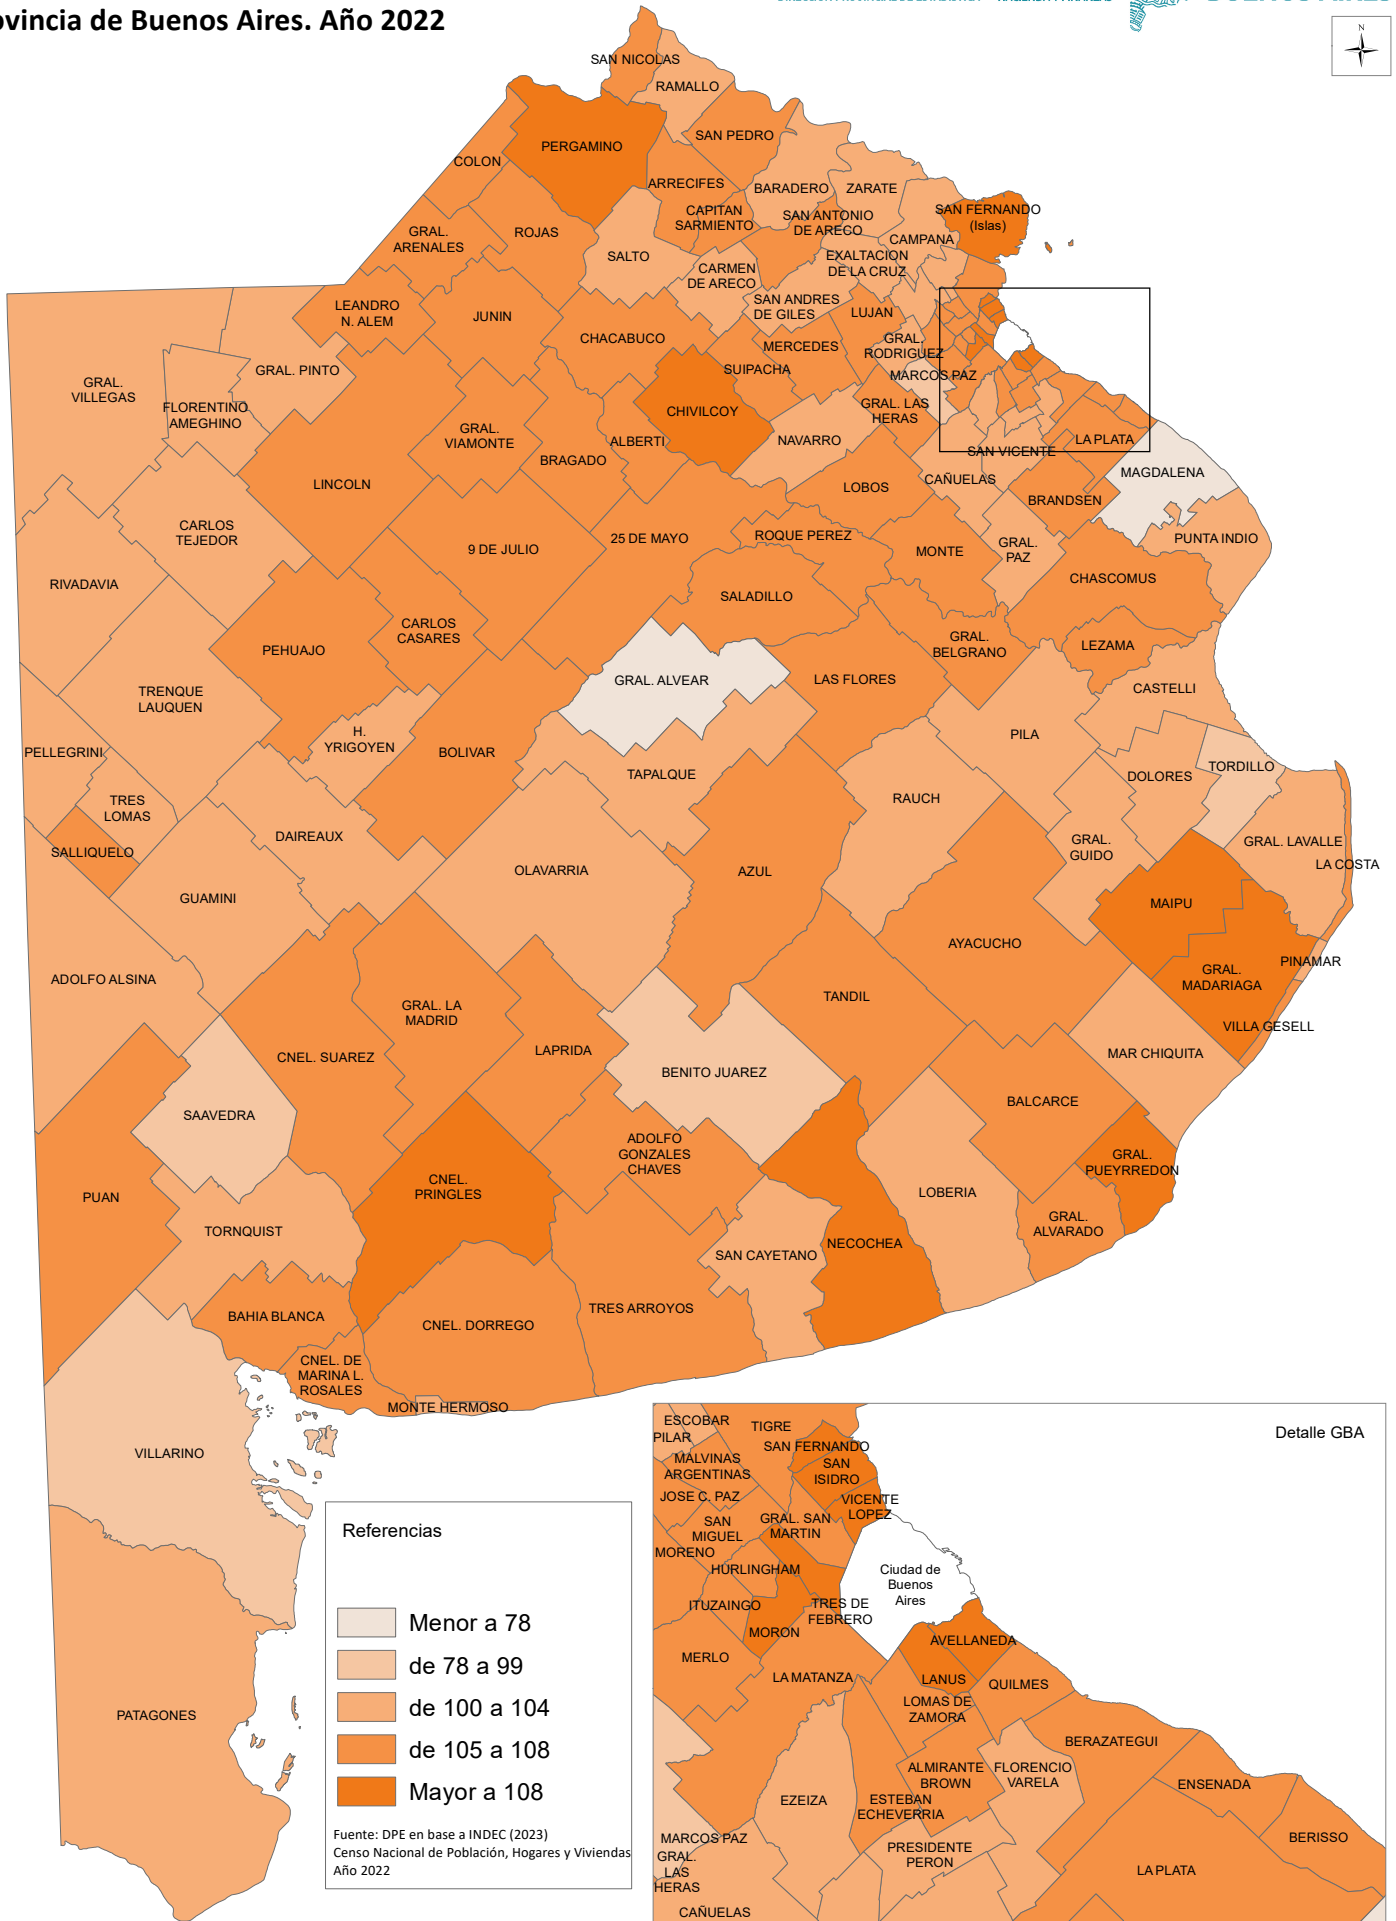 ovincia de Buenos Aires. Año 2022
SAN NICOLAS
RAMALLO
PERGAMINO
SAN PEDRO
COLON
ARRECIFES
BARADERO
ZARATE
CAPITAN
SARMIENTO
SAN ANTONIO
DE ARECO
SAN FERNANDO
(Islas)
GRAL.
ARENALES
ROJAS
CAMPANA
SALTO
EXALTACION
DE LA CRUZ
CARMEN
DE ARECO
LEANDRO
N. ALEM
JUNIN
SAN ANDRES
DE GILES
LUJAN
CHACABUCO
MERCEDES
GRAL.
RODRIGUEZ
GRAL. PINTO
SUIPACHA
MARCOS PAZ
GRAL.
VILLEGAS
FLORENTINO
AMEGHINO
CHIVILCOY
GRAL. LAS
HERAS
GRAL.
VIAMONTE
ALBERTI
NAVARRO
LA PLATA
BRAGADO
SAN VICENTE
MAGDALENA
LINCOLN
LOBOS
CAÑUELAS
BRANDSEN
CARLOS
TEJEDOR
9 DE JULIO
25 DE MAYO
ROQUE PEREZ
MONTE
GRAL.
PAZ
PUNTA INDIO
RIVADAVIA
SALADILLO
CHASCOMUS
CARLOS
CASARES
PEHUAJO
GRAL.
BELGRANO
LEZAMA
GRAL. ALVEAR
LAS FLORES
TRENQUE
LAUQUEN
CASTELLI
H.
YRIGOYEN
PELLEGRINI
BOLIVAR
PILA
TAPALQUE
DOLORES
TORDILLO
TRES
LOMAS
RAUCH
DAIREAUX
GRAL.
GUIDO
GRAL. LAVALLE
SALLIQUELO
LA COSTA
OLAVARRIA
AZUL
GUAMINI
MAIPU
AYACUCHO
PINAMAR
ADOLFO ALSINA
GRAL.
MADARIAGA
TANDIL
GRAL. LA
MADRID
VILLA GESELL
CNEL. SUAREZ
LAPRIDA
MAR CHIQUITA
BENITO JUAREZ
BALCARCE
SAAVEDRA
ADOLFO
GONZALES
CHAVES
GRAL.
PUEYRREDON
PUAN
CNEL.
PRINGLES
LOBERIA
TORNQUIST
GRAL.
ALVARADO
SAN CAYETANO
NECOCHEA
BAHIA BLANCA
TRES ARROYOS
CNEL. DORREGO
CNEL. DE
MARINA L.
ROSALES
MONTE HERMOSO
VILLARINO
PATAGONES
Referencias
Menor a 78
de 78 a 99
de 100 a 104
de 105 a 108
Mayor a 108
Fuente: DPE en base a INDEC (2023)
Censo Nacional de Población, Hogares y Viviendas
Año 2022
Detalle GBA
ESCOBAR
TIGRE
PILAR
SAN FERNANDO
MALVINAS
ARGENTINAS
SAN
ISIDRO
JOSE C. PAZ
VICENTE
LOPEZ
SAN
MIGUEL
GRAL. SAN
MARTIN
MORENO
HURLINGHAM
Ciudad de
Buenos
Aires
ITUZAINGO
TRES DE
FEBRERO
MORON
AVELLANEDA
MERLO
LA MATANZA
LANUS
QUILMES
LOMAS DE
ZAMORA
BERAZATEGUI
ALMIRANTE
BROWN
FLORENCIO
VARELA
ENSENADA
EZEIZA
ESTEBAN
ECHEVERRIA
MARCOS PAZ
BERISSO
PRESIDENTE
PERON
GRAL.
LAS
HERAS
LA PLATA
CAÑUELAS